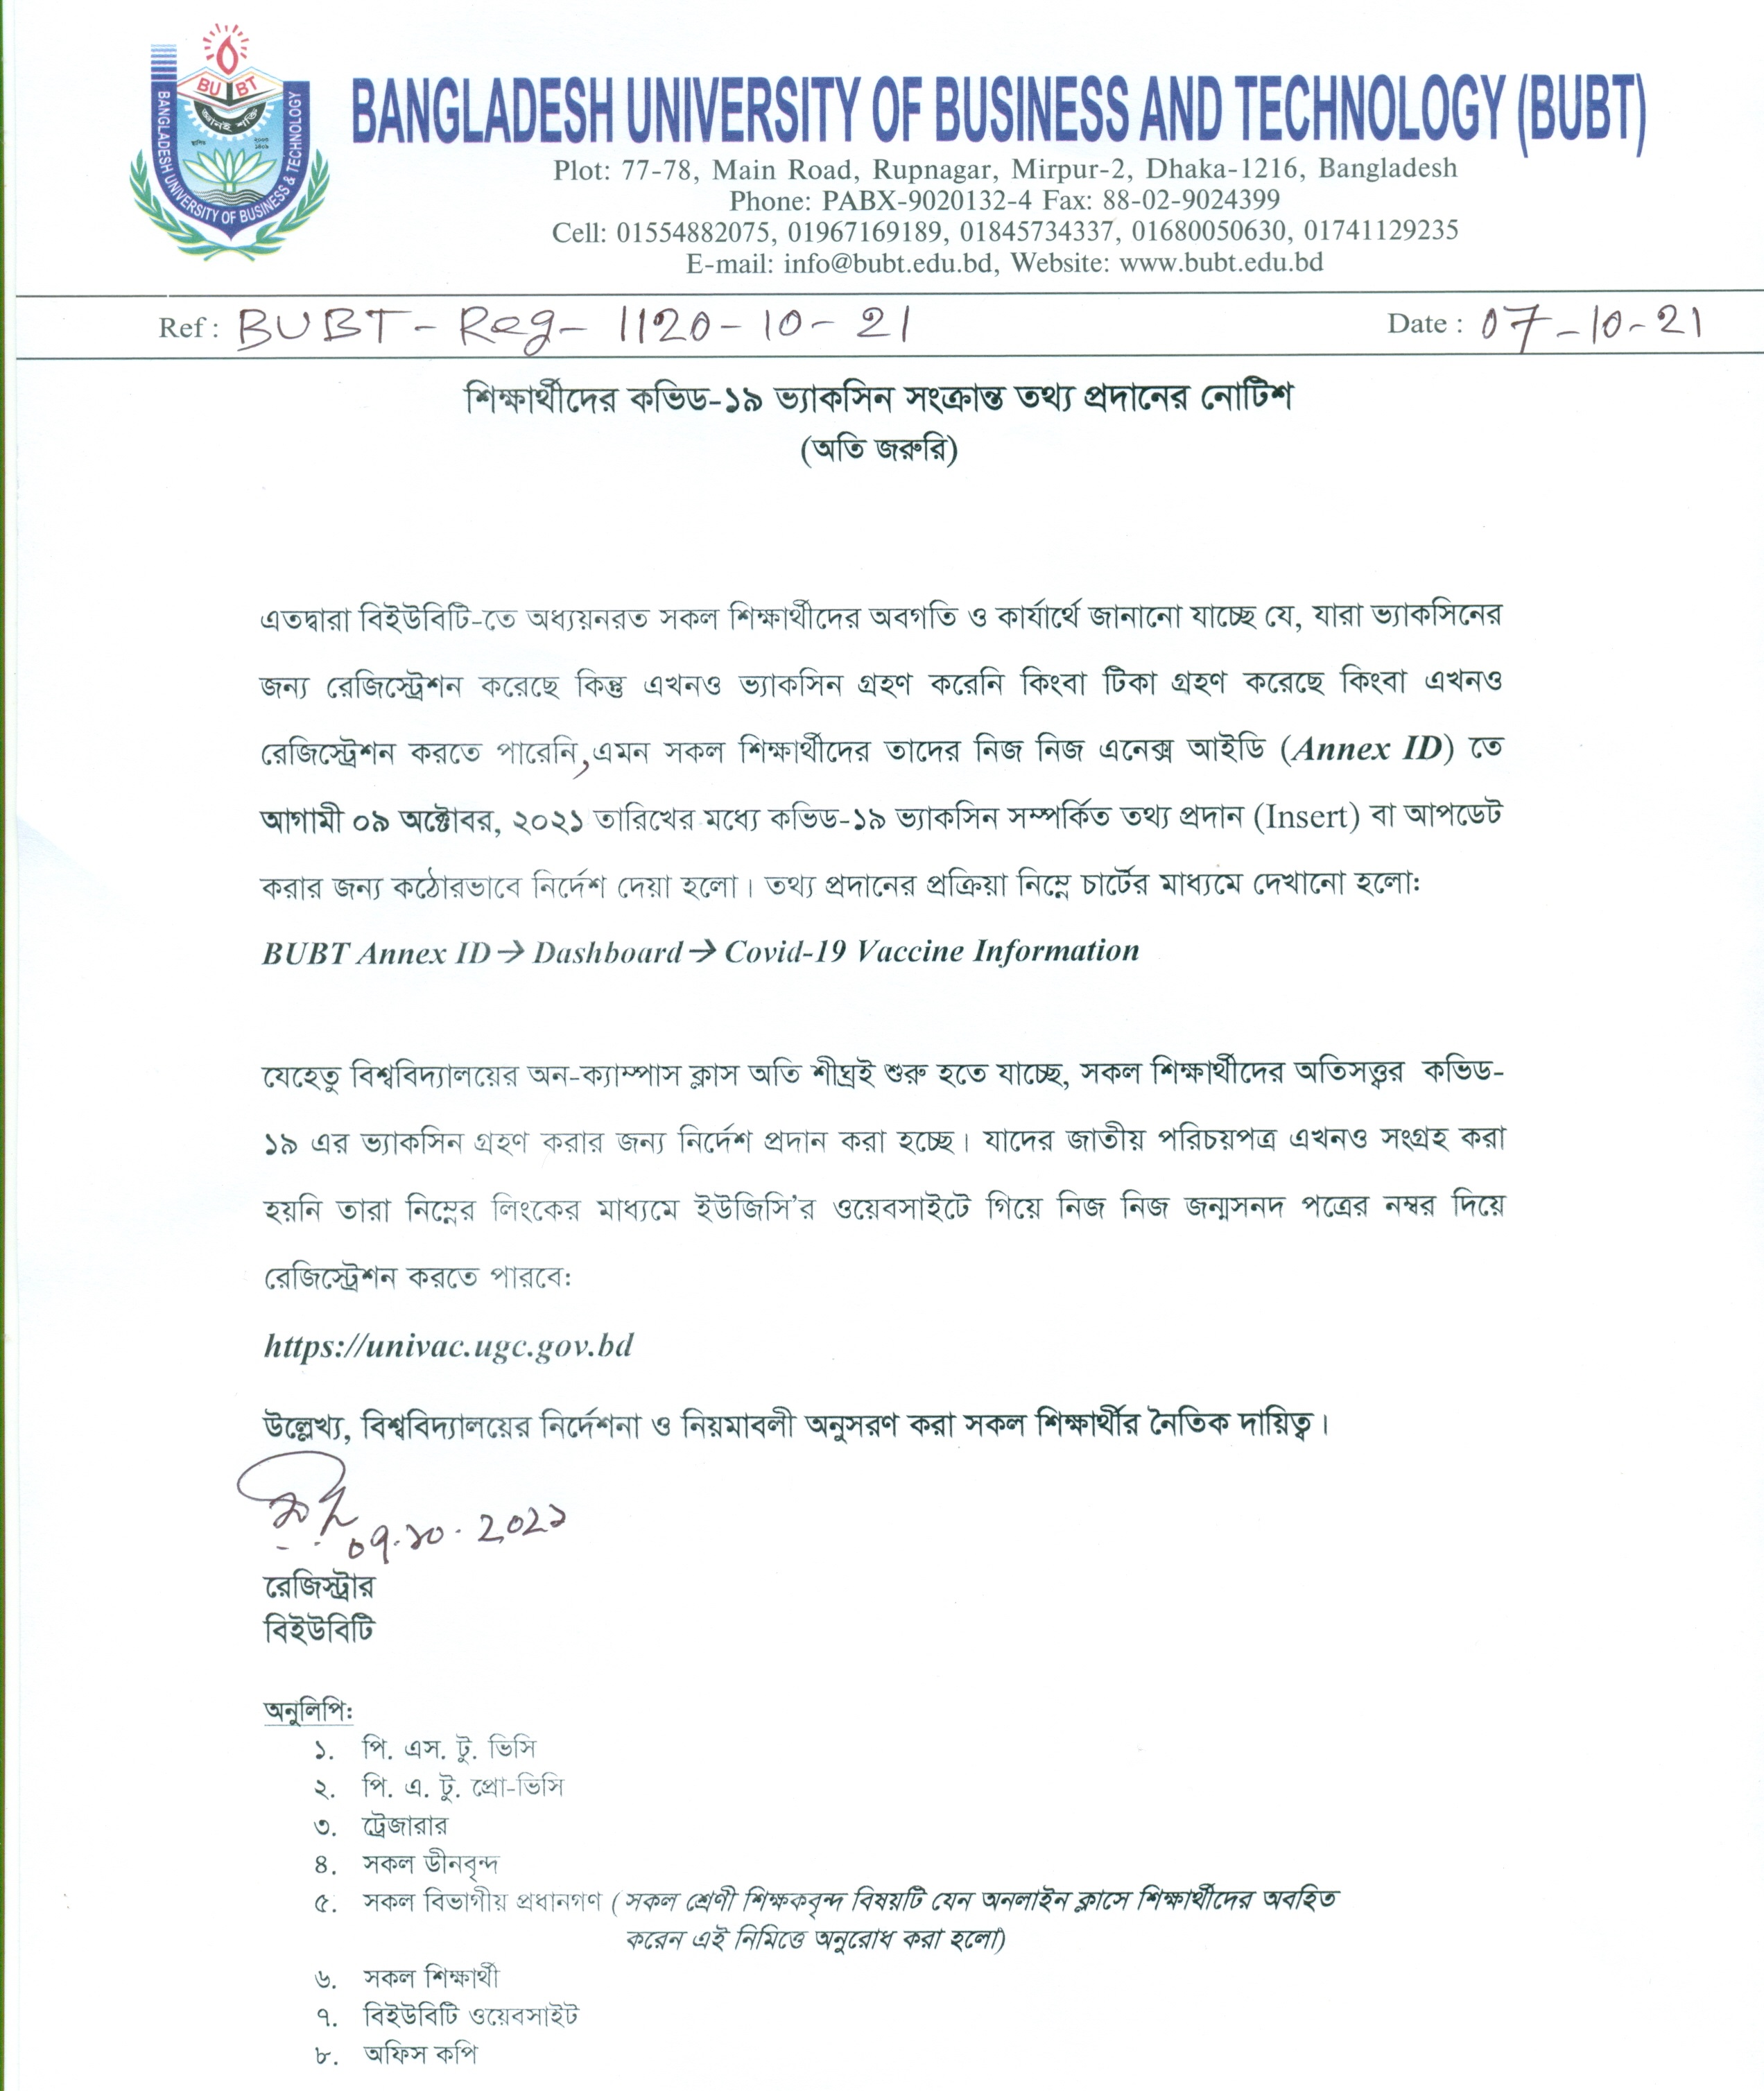 BANGLADESH UNIVERSITY OF BUSINESS AND TECHNOLOGY (BUBT)
BU BT
জ্ঞানই শক্তি
BANGLADESH UNIVERSITY OF BUSINESS & TECHNOLOGY
Plot: 77-78, Main Road, Rupnagar, Mirpur-2, Dhaka-1216, Bangladesh
Phone: PABX-9020132-4 Fax: 88-02-9024399
Cell: 01554882075, 01967169189, 01845734337, 01680050630, 01741129235
E-mail: info@bubt.edu.bd, Website: www.bubt.edu.bd
Ref : BUBT - Reg - 1120-10-21 Date : 07-10-21
শিক্ষার্থীদের কভিড-১৯ ভ্যাকসিন সংক্রান্ত তথ্য প্রদানের নোটিশ
(অতি জরুরি)
এতদ্বারা বিইউবিটি-তে অধ্যয়নরত সকল শিক্ষার্থীদের অবগতি ও কার্যার্থে জানানো যাচ্ছে যে, যারা ভ্যাকসিনের
জন্য রেজিস্ট্রেশন করেছে কিন্তু এখনও ভ্যাকসিন গ্রহণ করেনি কিংবা টিকা গ্রহণ করেছে কিংবা এখনও
রেজিস্ট্রেশন করতে পারেনি, এমন সকল শিক্ষার্থীদের তাদের নিজ নিজ এনেক্স আইডি (Annex ID) তে
আগামী ০৯ অক্টোবর, ২০২১ তারিখের মধ্যে কভিড-১৯ ভ্যাকসিন সম্পর্কিত তথ্য প্রদান (Insert) বা আপডেট
করার জন্য কঠোরভাবে নির্দেশ দেয়া হলো। তথ্য প্রদানের প্রক্রিয়া নিম্নে চার্টের মাধ্যমে দেখানো হলো:
BUBT Annex ID → Dashboard → Covid-19 Vaccine Information
যেহেতু বিশ্ববিদ্যালয়ের অন-ক্যাম্পাস ক্লাস অতি শীঘ্রই শুরু হতে যাচ্ছে, সকল শিক্ষার্থীদের অতিসত্ত্বর কভিড-
১৯ এর ভ্যাকসিন গ্রহণ করার জন্য নির্দেশ প্রদান করা হচ্ছে। যাদের জাতীয় পরিচয়পত্র এখনও সংগ্রহ করা
হয়নি তারা নিম্নের লিংকের মাধ্যমে ইউজিসি'র ওয়েবসাইটে গিয়ে নিজ নিজ জন্মসনদ পত্রের নম্বর দিয়ে
রেজিস্ট্রেশন করতে পারবে:
https://univac.ugc.gov.bd
উল্লেখ্য, বিশ্ববিদ্যালয়ের নির্দেশনা ও নিয়মাবলী অনুসরণ করা সকল শিক্ষার্থীর নৈতিক দায়িত্ব।
০৭.১০.২০২১
রেজিস্ট্রার
বিইউবিটি
অনুলিপি:
১. পি. এস. টু. ভিসি
২. পি. এ. টু. প্রো-ভিসি
৩. ট্রেজারার
৪. সকল ডীনবৃন্দ
৫. সকল বিভাগীয় প্রধানগণ (সকল শ্রেণী শিক্ষকবৃন্দ বিষয়টি যেন অনলাইন ক্লাসে শিক্ষার্থীদের অবহিত
করেন এই নিমিত্তে অনুরোধ করা হলো)
৬. সকল শিক্ষার্থী
৭. বিইউবিটি ওয়েবসাইট
৮. অফিস কপি